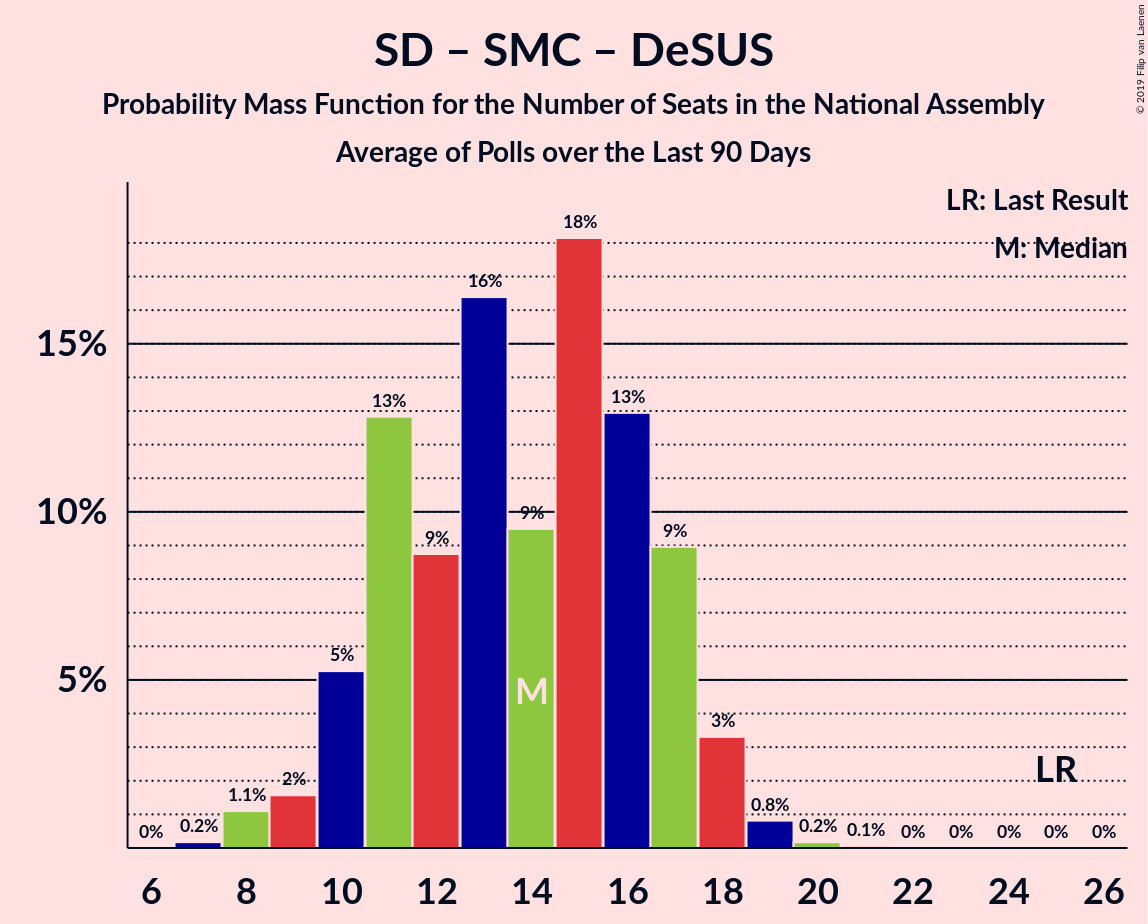 SD – SMC – DeSUS
Probability Mass Function for the Number of Seats in the National Assembly
Average of Polls over the Last 90 Days
© 2019 Filip van Laenen
LR: Last Result
M: Median
15%
10%
5%
0%
0.2%
1.1%
2%
5%
13%
9%
16%
9%
18%
13%
9%
3%
0.8%
0.2%
0.1%
0%
0%
0%
0%
0%
M
LR
6 8 10 12 14 16 18 20 22 24 26